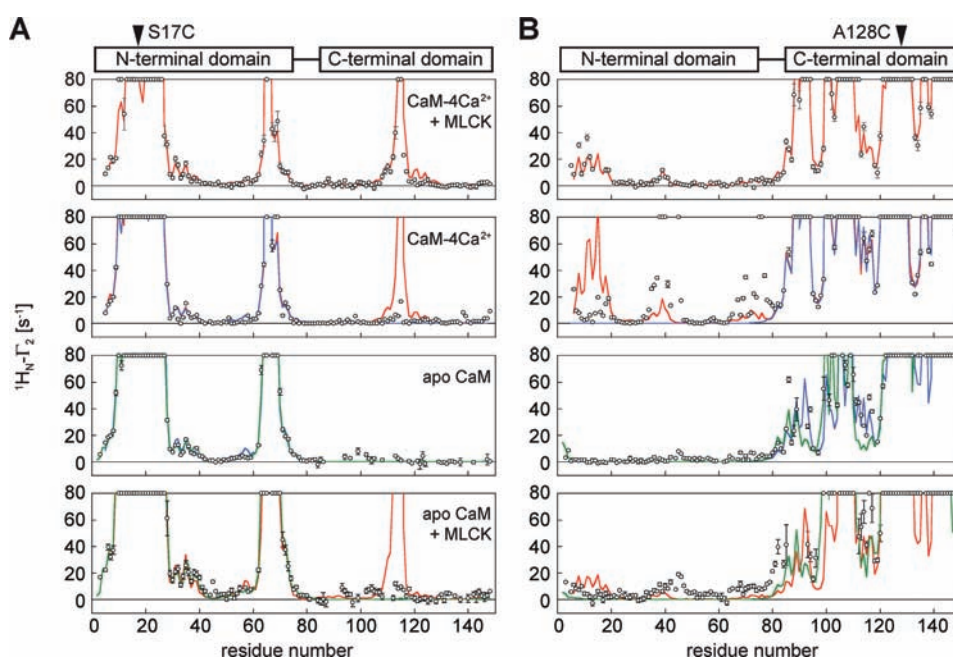 A
S17C
N-terminal domain
C-terminal domain
B
A128C
N-terminal domain
C-terminal domain
¹H_N-Γ₂ [s⁻¹]
80
60
40
20
0
CaM-4Ca²⁺
+ MLCK
80
60
40
20
0
80
60
40
20
0
CaM-4Ca²⁺
80
60
40
20
0
80
60
40
20
0
apo CaM
80
60
40
20
0
80
60
40
20
0
apo CaM
+ MLCK
80
60
40
20
0
0 20 40 60 80 100 120 140
0 20 40 60 80 100 120 140
residue number
residue number